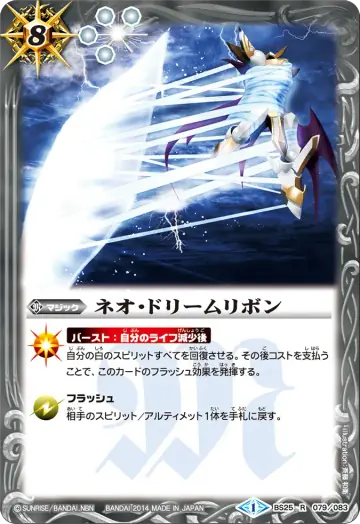 8
マジック ネオ・ドリームリボン
バースト：自分のライフ減少後
自分の白のスピリットすべてを回復させる。その後コストを支払う
ことで、このカードのフラッシュ効果を発揮する。
フラッシュ
相手のスピリット/アルティメット1体を手札に戻す。
©SUNRISE/BANDAI,NBN BANDAI 2014 MADE IN JAPAN 1 BS25 R 079/083